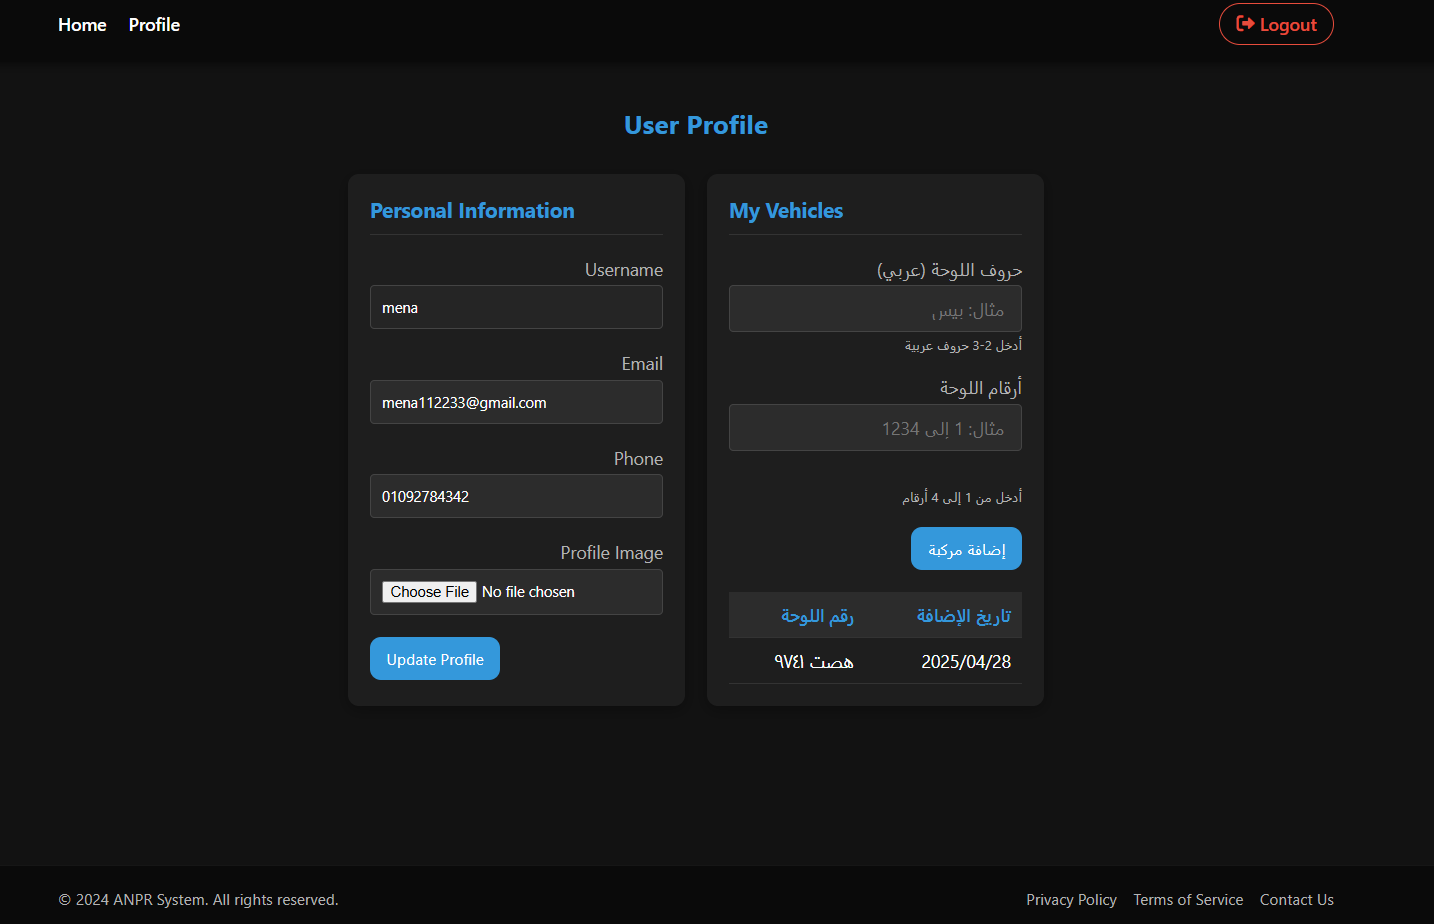 Home Profile Logout
User Profile
Personal Information
Username
mena
Email
mena112233@gmail.com
Phone
01092784342
Profile Image
Choose File No file chosen
Update Profile
My Vehicles
حروف اللوحة (عربي)
مثال: بيس
أدخل 2-3 حروف عربية
أرقام اللوحة
مثال: 1 إلى 1234
أدخل من 1 إلى 4 أرقام
إضافة مركبة
تاريخ الإضافة رقم اللوحة
2025/04/28 هصت ٩٧٤١
© 2024 ANPR System. All rights reserved. Privacy Policy Terms of Service Contact Us